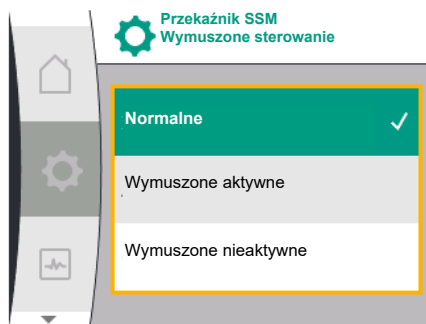 Przekaźnik SSM
Wymuszone sterowanie
Normalne
Wymuszone aktywne
Wymuszone nieaktywne